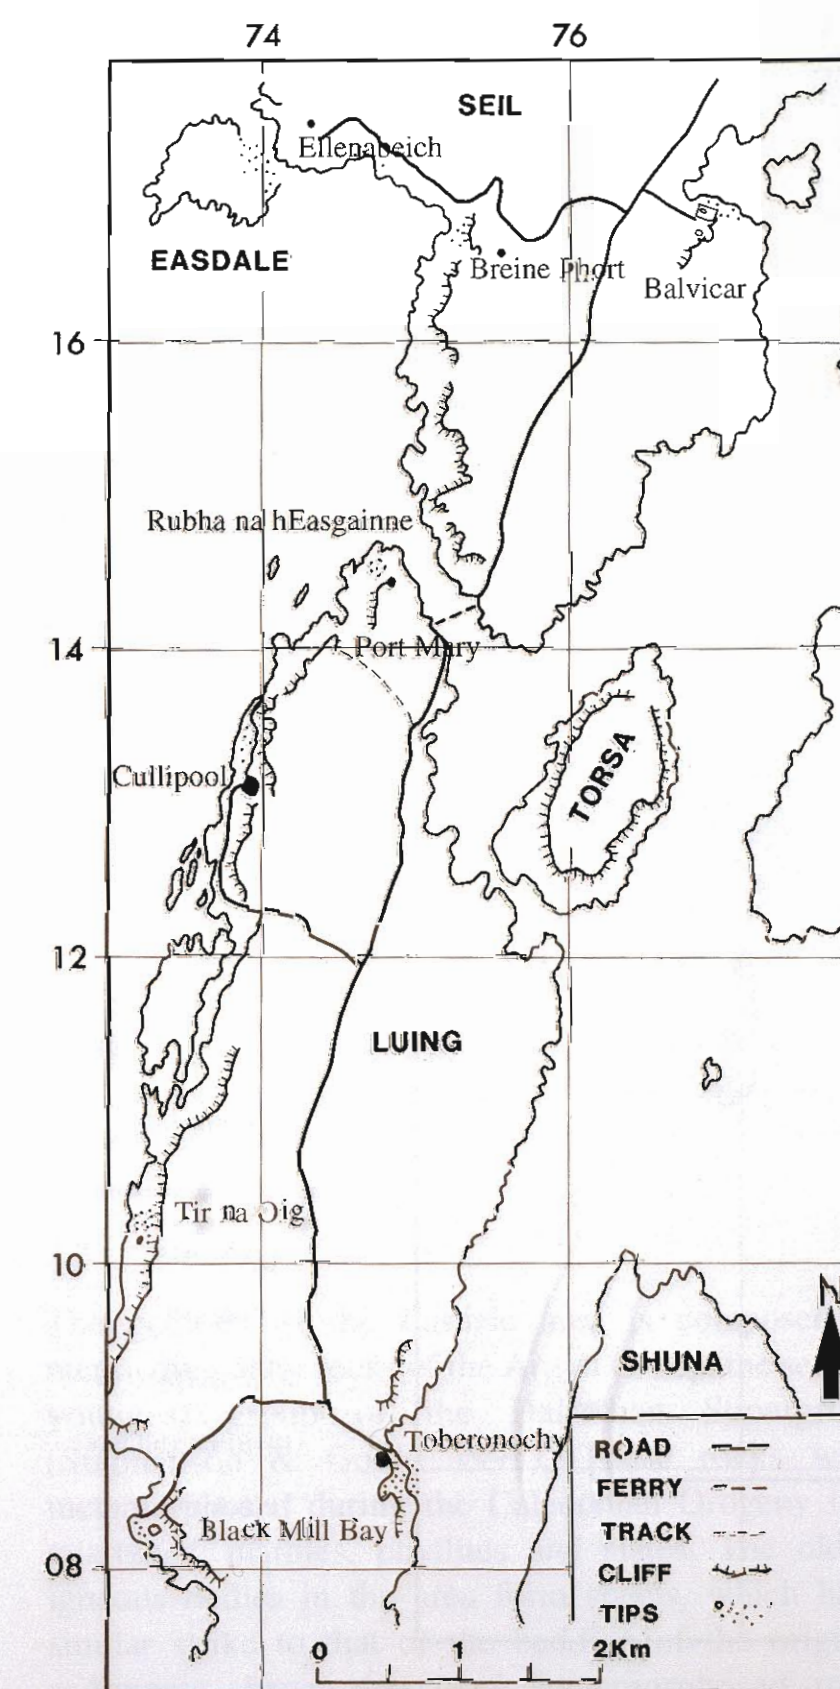 74 76
SEIL
Ellenabeich
EASDALE
Breine Phort
Balvicar
16
Rubha na hEasgainne
14
Port Mary
TORSA
Cullipool
12
LUING
Tir na Oig
10
N
SHUNA
Toberonochy
ROAD
FERRY
Black Mill Bay
TRACK
08
CLIFF
TIPS
0 1 2Km